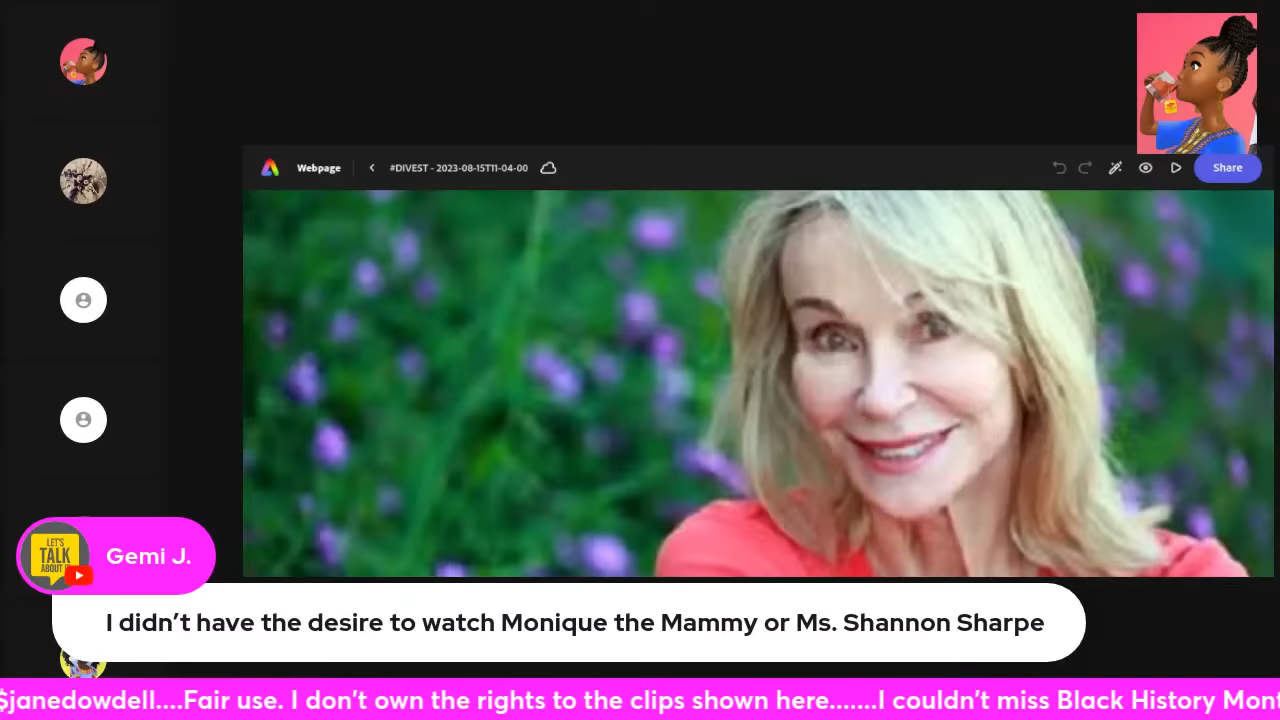 Webpage
#DIVEST - 2023-08-15T11-04-00
Share
LET'S
TALK
ABOUT
Gemi J.
I didn’t have the desire to watch Monique the Mammy or Ms. Shannon Sharpe
$janedowdell....Fair use. I don’t own the rights to the clips shown here.......I couldn’t miss Black History Mont